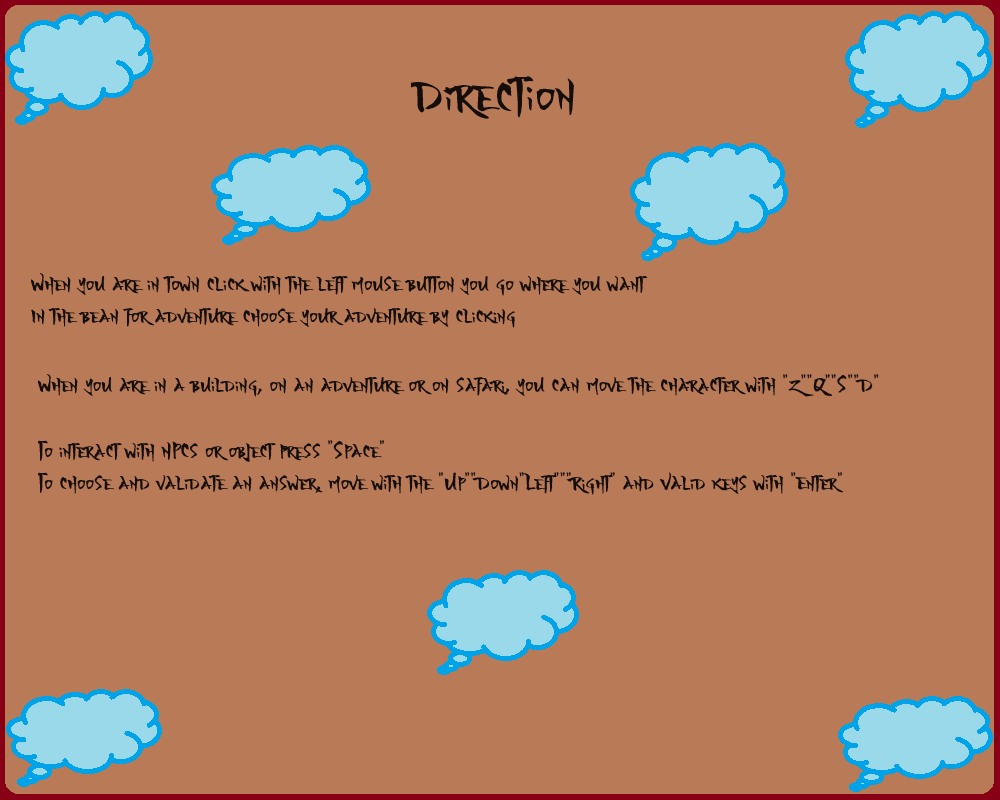 Direction
When you are in town click with the left mouse button you go where you want
In the bean for adventure choose your adventure by clicking
When you are in a building, on an adventure or on safari, you can move the character with "Z""Q""S""D"
To interact with NPCs or object press "Space"
To choose and validate an answer, move with the "Up""Down"Left"""Right" and valid keys with "Enter"